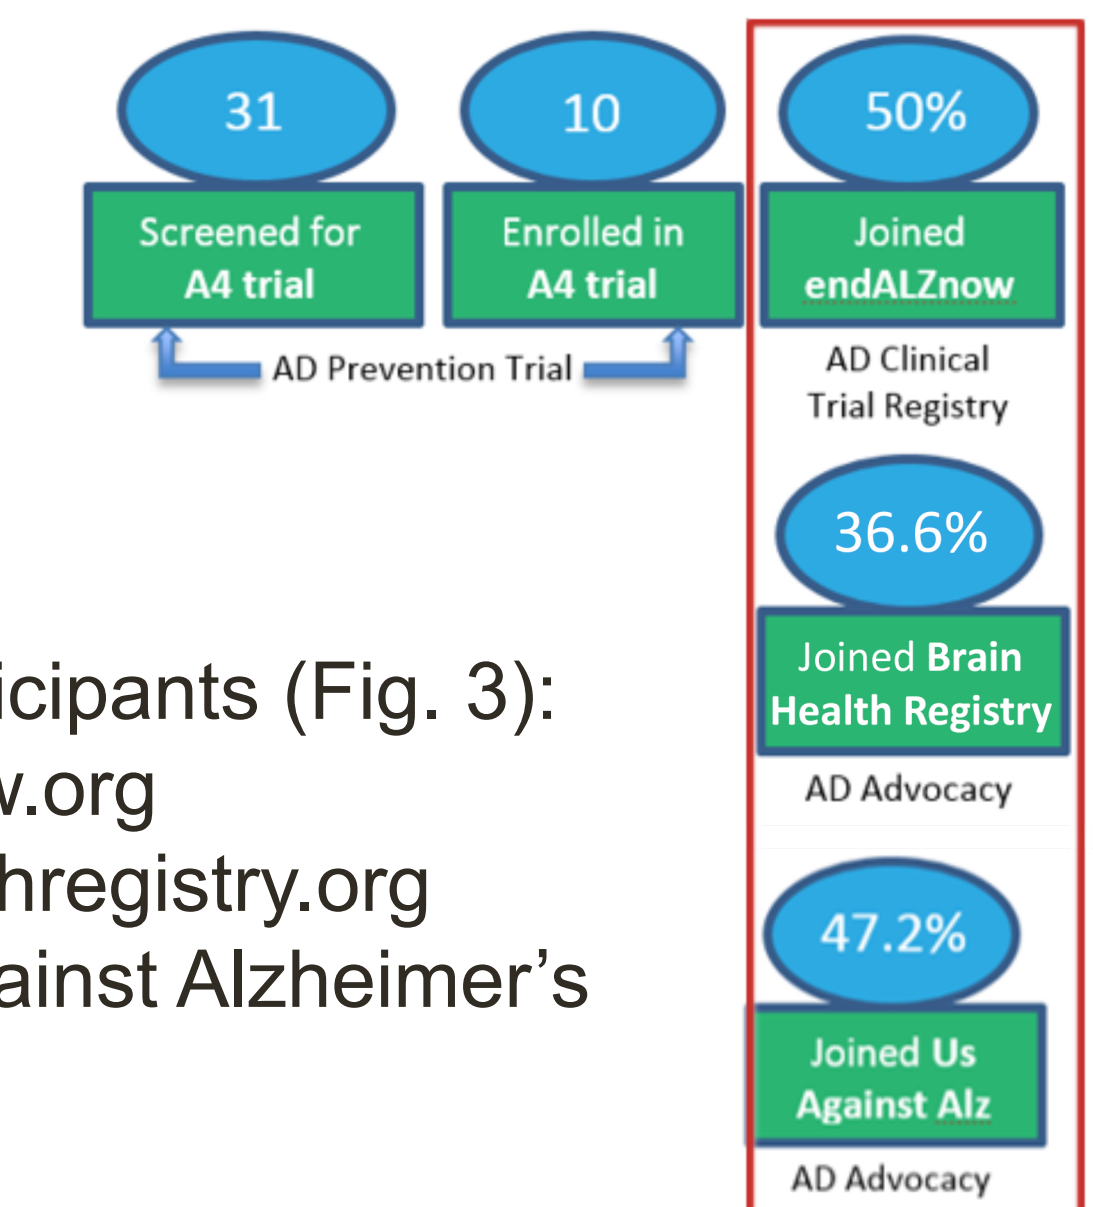 31
10
50%
Screened for
A4 trial
Enrolled in
A4 trial
Joined
endALZnow
AD Prevention Trial
AD Clinical
Trial Registry
36.6%
Joined Brain
Health Registry
AD Advocacy
icipants (Fig. 3):
w.org
hregistry.org
ainst Alzheimer’s
47.2%
Joined Us
Against Alz
AD Advocacy